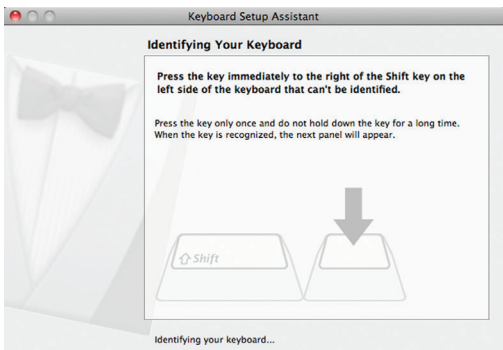 Keyboard Setup Assistant
Identifying Your Keyboard
Press the key immediately to the right of the Shift key on the
left side of the keyboard that can't be identified.
Press the key only once and do not hold down the key for a long time.
When the key is recognized, the next panel will appear.
⇧ Shift
Identifying your keyboard...